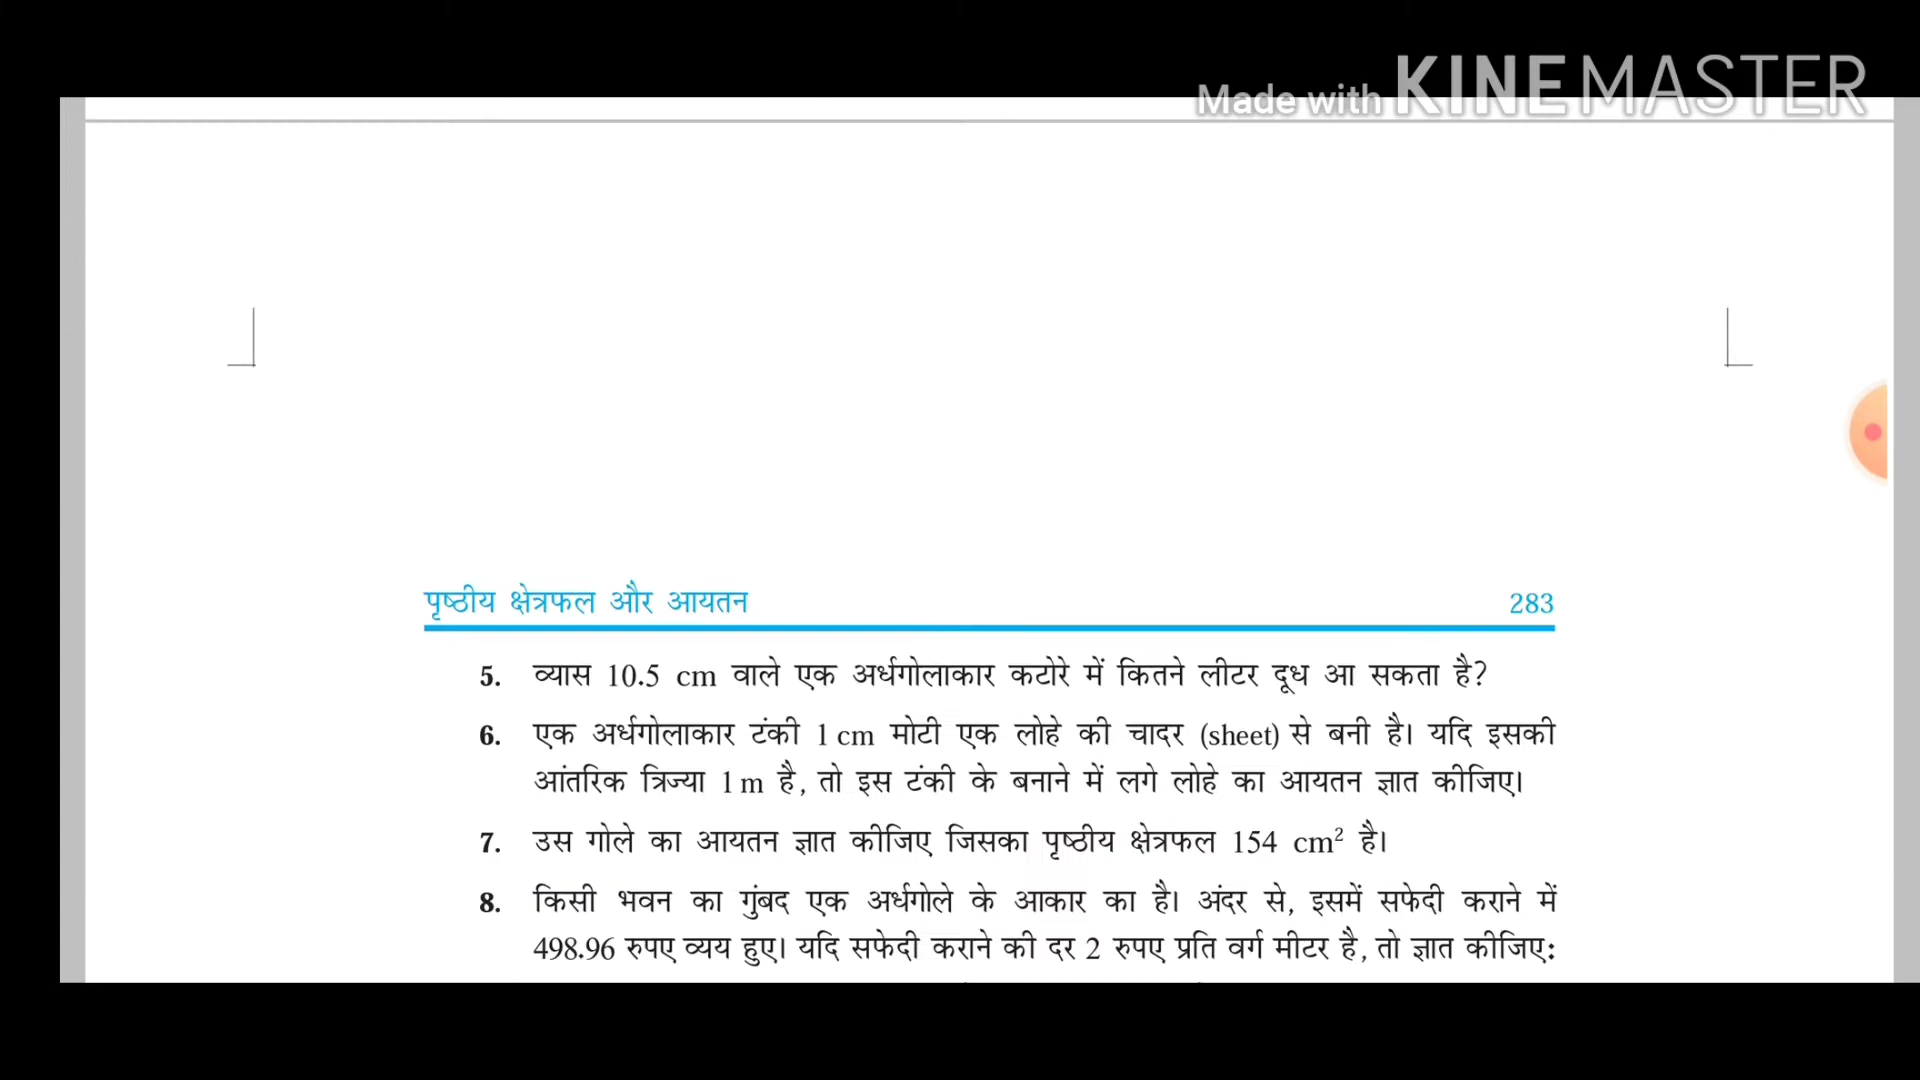 Made with KINEMASTER
पृष्ठीय क्षेत्रफल और आयतन 283
5. व्यास 10.5 cm वाले एक अर्धगोलाकार कटोरे में कितने लीटर दूध आ सकता है?
6. एक अर्धगोलाकार टंकी 1 cm मोटी एक लोहे की चादर (sheet) से बनी है। यदि इसकी
आंतरिक त्रिज्या 1 m है, तो इस टंकी के बनाने में लगे लोहे का आयतन ज्ञात कीजिए।
7. उस गोले का आयतन ज्ञात कीजिए जिसका पृष्ठीय क्षेत्रफल 154 cm² है।
8. किसी भवन का गुंबद एक अर्धगोले के आकार का है। अंदर से, इसमें सफेदी कराने में
498.96 रुपए व्यय हुए। यदि सफेदी कराने की दर 2 रुपए प्रति वर्ग मीटर है, तो ज्ञात कीजिए: